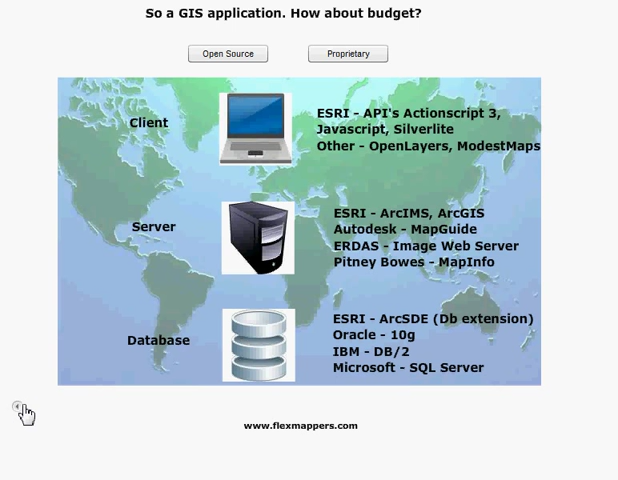 So a GIS application. How about budget?
Open Source
Proprietary
Client
ESRI - API's Actionscript 3,
Javascript, Silverlite
Other - OpenLayers, ModestMaps
Server
ESRI - ArcIMS, ArcGIS
Autodesk - MapGuide
ERDAS - Image Web Server
Pitney Bowes - MapInfo
Database
ESRI - ArcSDE (Db extension)
Oracle - 10g
IBM - DB/2
Microsoft - SQL Server
www.flexmappers.com